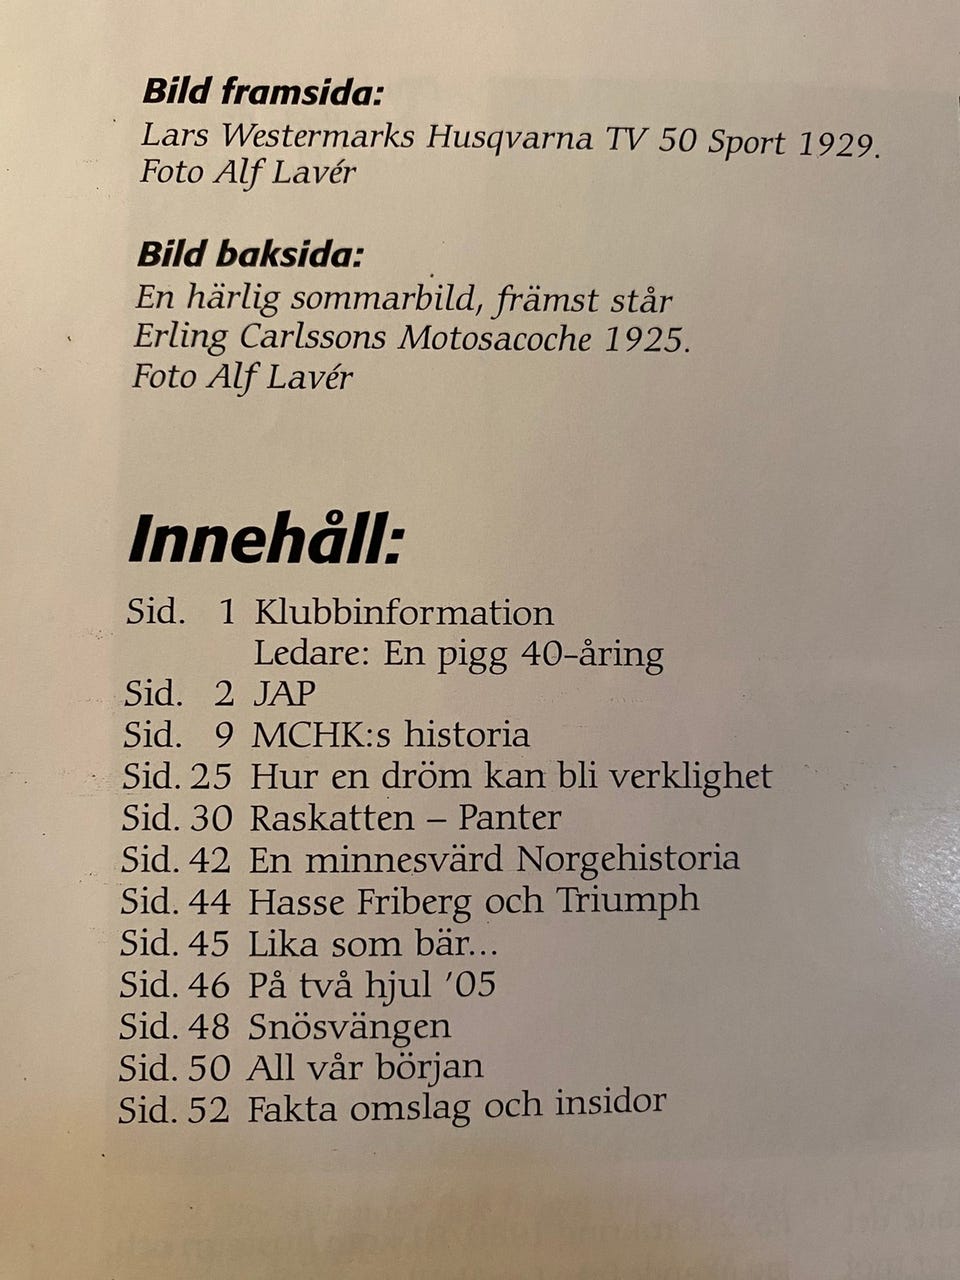 Bild framsida:
Lars Westermarks Husqvarna TV 50 Sport 1929.
Foto Alf Lavér
Bild baksida:
En härlig sommarbild, främst står
Erling Carlssons Motosacoche 1925.
Foto Alf Lavér
Innehåll:
Sid. 1 Klubbinformation
Ledare: En pigg 40-åring
Sid. 2 JAP
Sid. 9 MCHK:s historia
Sid. 25 Hur en dröm kan bli verklighet
Sid. 30 Raskatten – Panter
Sid. 42 En minnesvärd Norgehistoria
Sid. 44 Hasse Friberg och Triumph
Sid. 45 Lika som bär...
Sid. 46 På två hjul ’05
Sid. 48 Snösvängen
Sid. 50 All vår början
Sid. 52 Fakta omslag och insidor